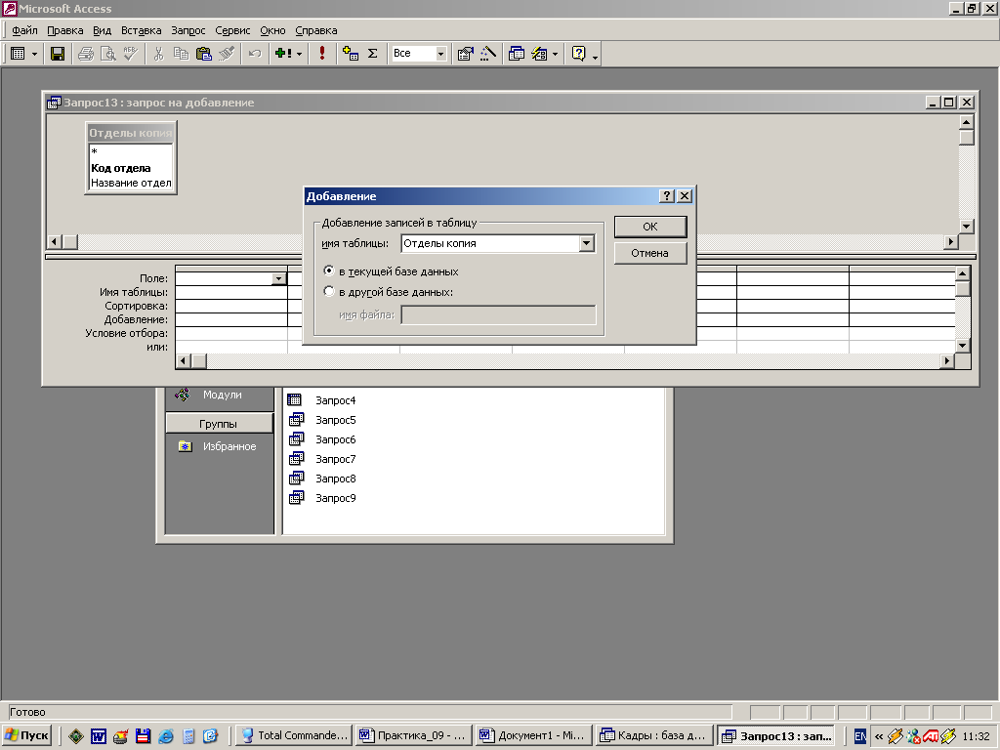 Microsoft Access
Файл Правка Вид Вставка Запрос Сервис Окно Справка
Все
Запрос13 : запрос на добавление
Отделы копия
*
Код отдела
Название отдел
Добавление
Добавление записей в таблицу
имя таблицы: Отделы копия
в текущей базе данных
в другой базе данных:
имя файла:
OK
Отмена
Поле:
Имя таблицы:
Сортировка:
Добавление:
Условие отбора:
или:
Модули
Группы
Избранное
Запрос4
Запрос5
Запрос6
Запрос7
Запрос8
Запрос9
Готово
Пуск Total Commande... Практика_09 - ... Документ1 - Mi... Кадры : база д... Запрос13 : зап... EN « 11:32